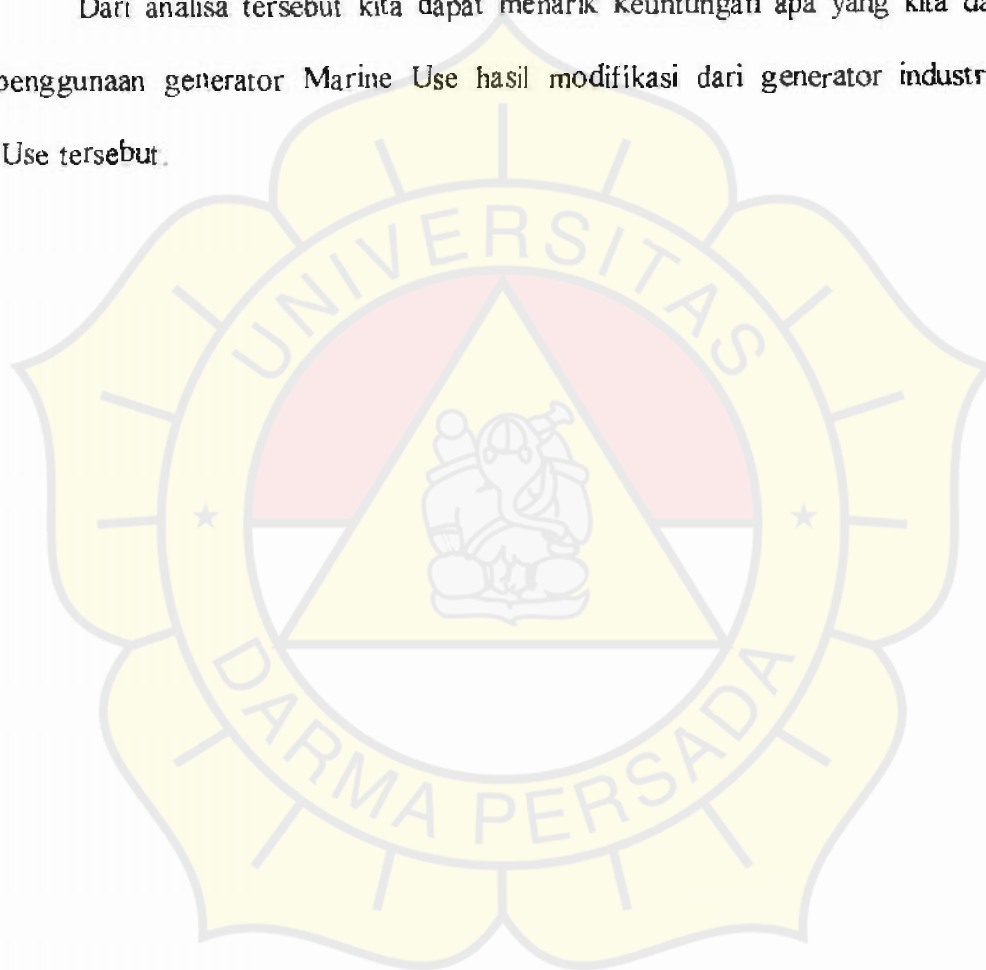 Dari analisa tersebut kita dapat menarik keuntungan apa yang kita
penggunaan generator Marine Use hasil modifikasi dari generator
Use tersebut.
UNIVERSITAS
DARMA PERSADA